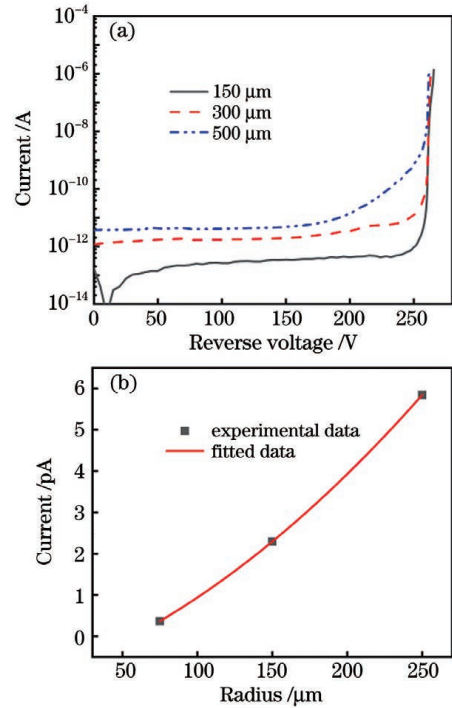 (a)
10⁻⁴
10⁻⁶
10⁻⁸
10⁻¹⁰
10⁻¹²
10⁻¹⁴
Current /A
150 μm
300 μm
500 μm
0 50 100 150 200 250
Reverse voltage /V
(b)
6
5
4
3
2
1
0
Current /pA
experimental data
fitted data
50 100 150 200 250
Radius /μm